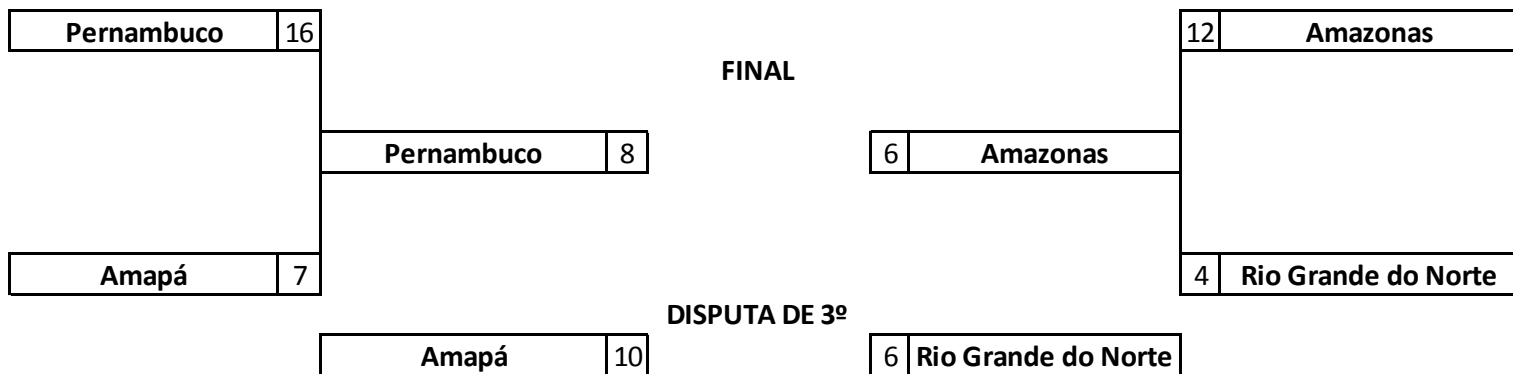 Pernambuco 16 12 Amazonas
FINAL
Pernambuco 8 6 Amazonas
Amapá 7 4 Rio Grande do Norte
DISPUTA DE 3º
Amapá 10 6 Rio Grande do Norte